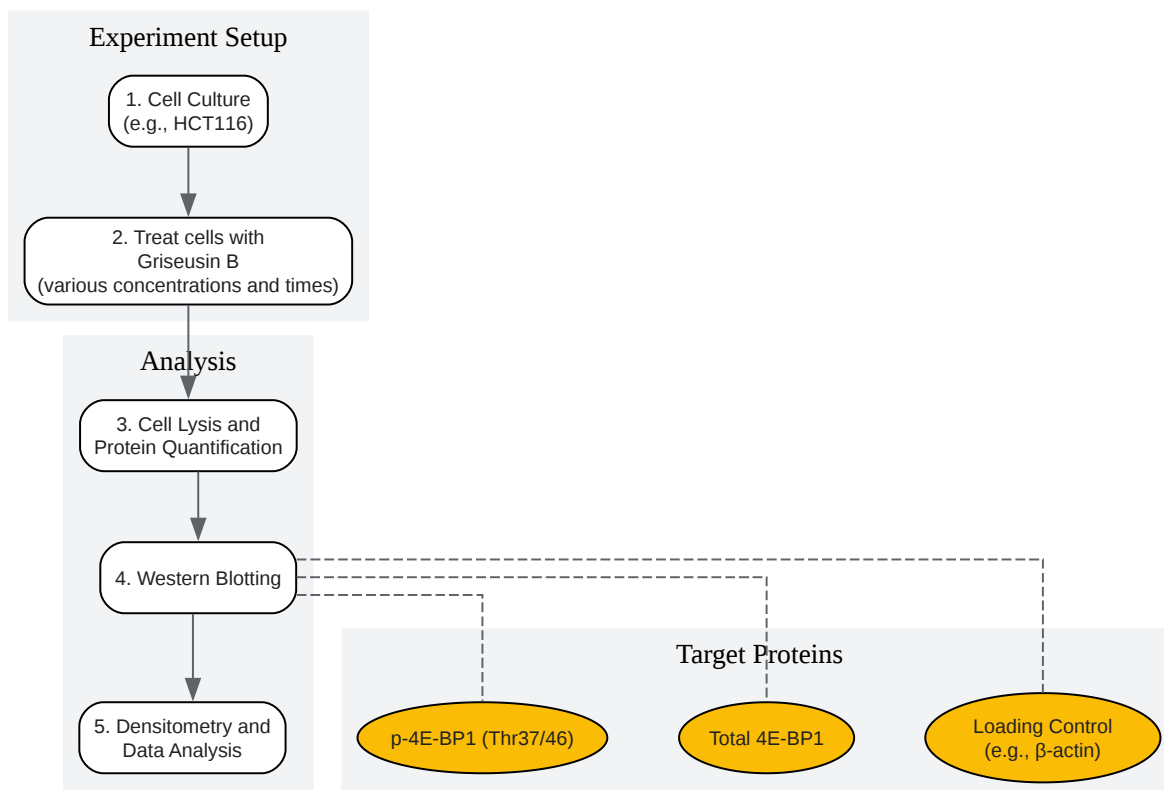 Experiment Setup
1. Cell Culture
(e.g., HCT116)
2. Treat cells with
Griseusin B
(various concentrations and times)
Analysis
3. Cell Lysis and
Protein Quantification
4. Western Blotting
5. Densitometry and
Data Analysis
Target Proteins
p-4E-BP1 (Thr37/46)
Total 4E-BP1
Loading Control
(e.g., β-actin)